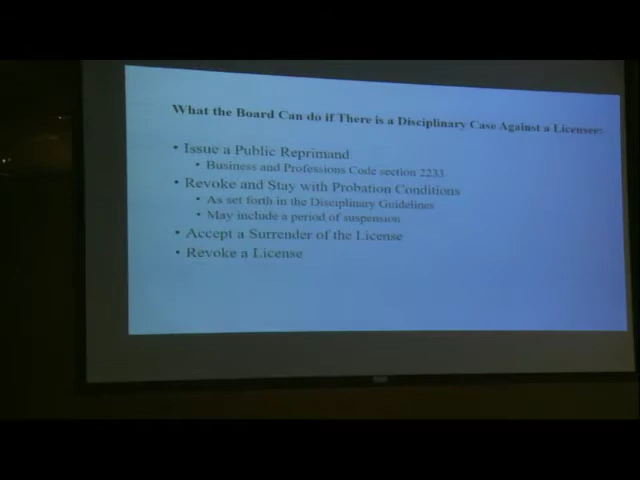 What the Board Can do if There is a Disciplinary Case Against a Licensee:
• Issue a Public Reprimand
• Business and Professions Code section 2233
• Revoke and Stay with Probation Conditions
• As set forth in the Disciplinary Guidelines
• May include a period of suspension
• Accept a Surrender of the License
• Revoke a License